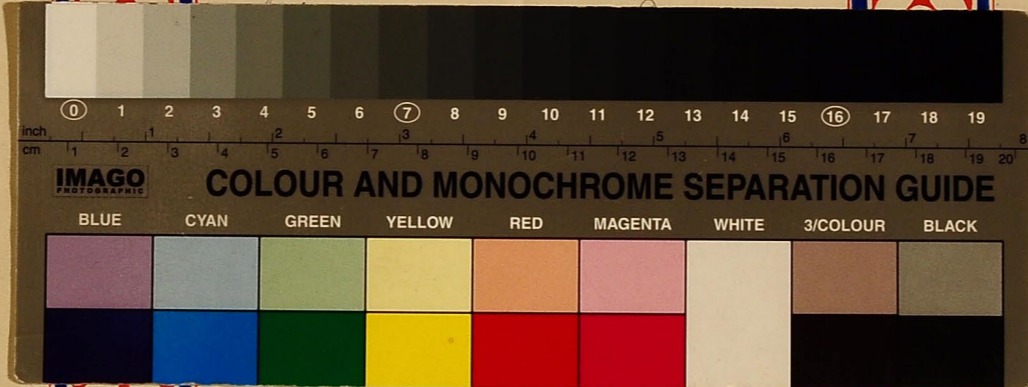 0 1 2 3 4 5 6 7 8 9 10 11 12 13 14 15 16 17 18 19
inch 1 2 3 4 5 6 7 8
cm 1 2 3 4 5 6 7 8 9 10 11 12 13 14 15 16 17 18 19 20
IMAGO
PHOTOGRAPHIC
COLOUR AND MONOCHROME SEPARATION GUIDE
BLUE CYAN GREEN YELLOW RED MAGENTA WHITE 3/COLOUR BLACK